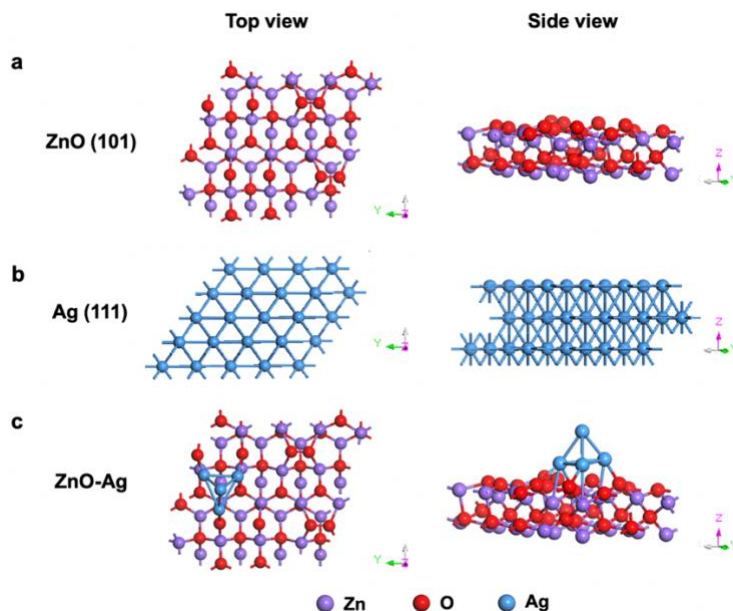 Top view Side view
a
ZnO (101)
Y Z
b
Ag (111)
Y Z
c
ZnO-Ag
Y Z
Zn O Ag